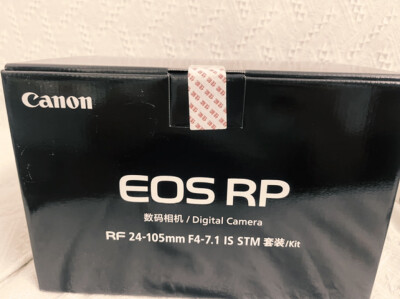 Canon
EOS RP
数码相机 / Digital Camera
RF 24-105mm F4-7.1 IS STM 套装/Kit